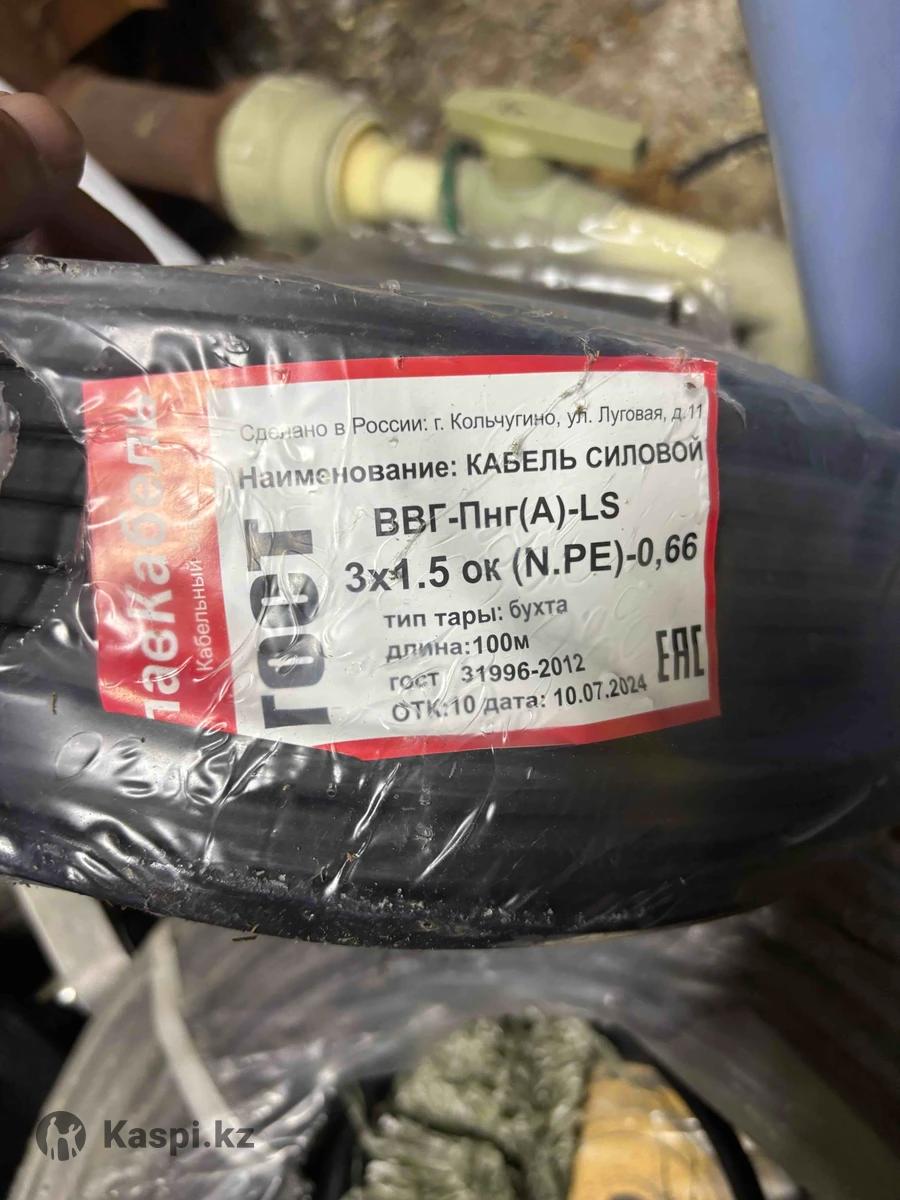 Сделано в России: г. Кольчугино, ул. Луговая, д.11
Наименование: КАБЕЛЬ СИЛОВОЙ
ВВГ-Пнг(А)-LS
3х1.5 ок (N.PE)-0,66
тип тары: бухта
длина:100м
гост 31996-2012
ОТК:10 дата: 10.07.2024
ГОСТ
ЕАС
Кабельный
Kaspi.kz